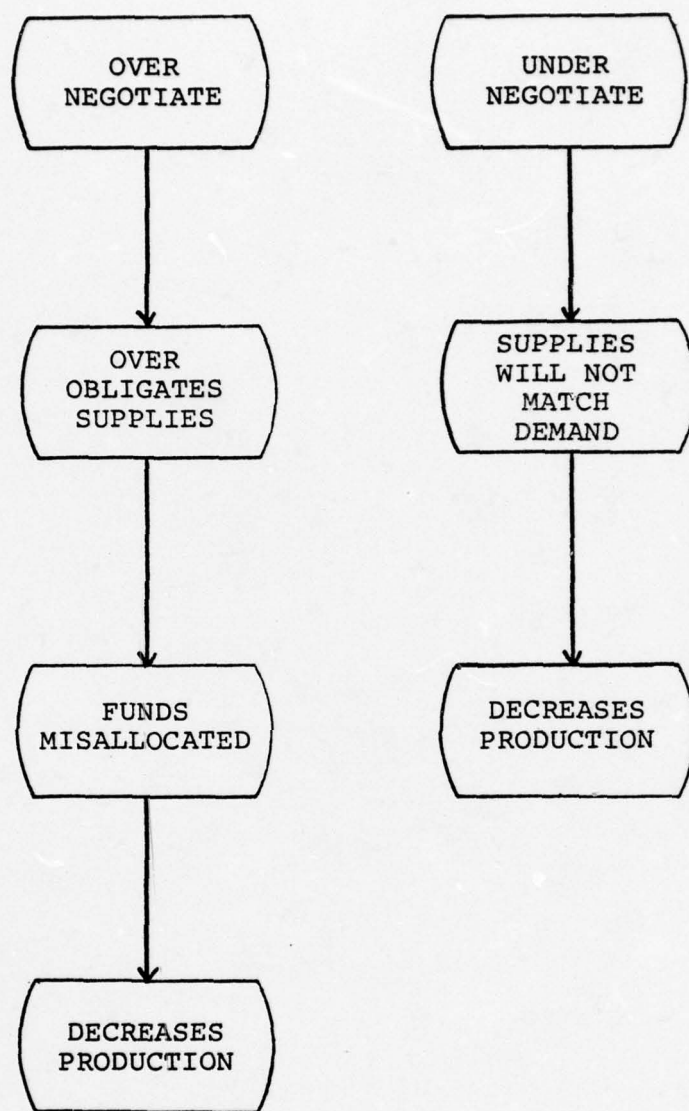 OVER
NEGOTIATE
OVER
OBLIGATES
SUPPLIES
FUNDS
MISALLOCATED
DECREASES
PRODUCTION
UNDER
NEGOTIATE
SUPPLIES
WILL NOT
MATCH
DEMAND
DECREASES
PRODUCTION